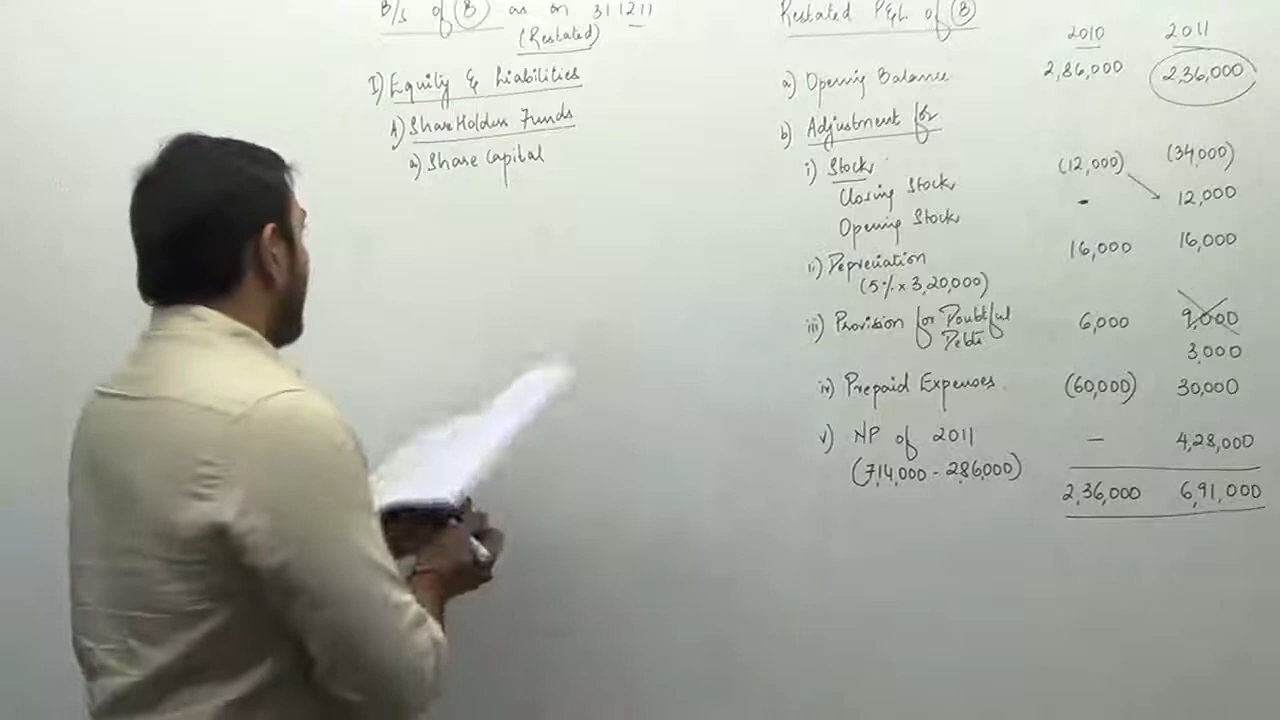 B/s of (B) as on 31 12 11
(Restated)
I) Equity & Liabilities
A) ShareHolders Funds
a) Share Capital
Restated P&L of (B)
2010 2011
a) Opening Balance 2,86,000 2,36,000
b) Adjustment for
i) Stock
Closing Stock (12,000) (34,000)
Opening Stock - 12,000
ii) Depreciation 16,000 16,000
(5% x 3,20,000)
iii) Provision for Doubtful 6,000 9,000
Debts 3,000
iv) Prepaid Expenses (60,000) 30,000
v) NP of 2011 — 4,28,000
(7,14,000 - 2,86,000)
2,36,000 6,91,000